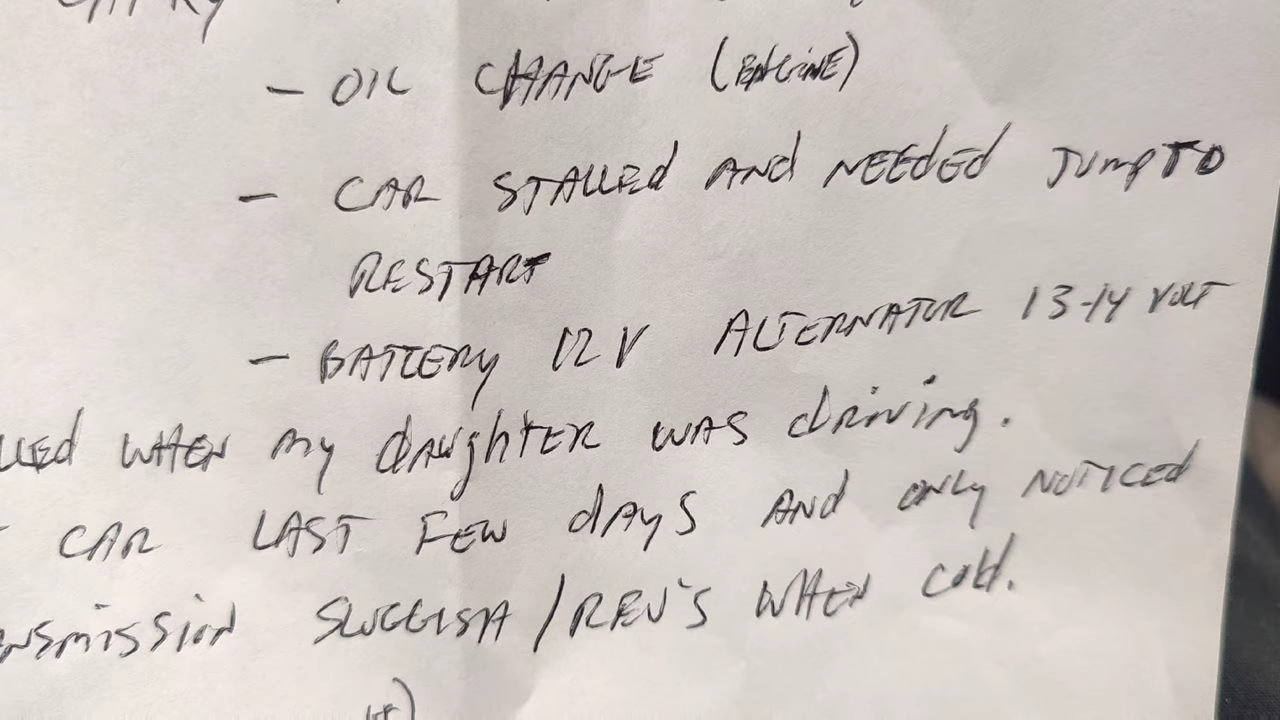 - OIL CHANGE (ENGINE)
- CAR STALLED AND NEEDED JUMP TO
RESTART
- BATTERY 12V ALTERNATOR 13-14 VOLT
WHEN my daughTER WAS dRiving.
CAR LAST FEW dAYS AND ONLY NOTICED
SLUGGISH/REV'S WHEN Cold.